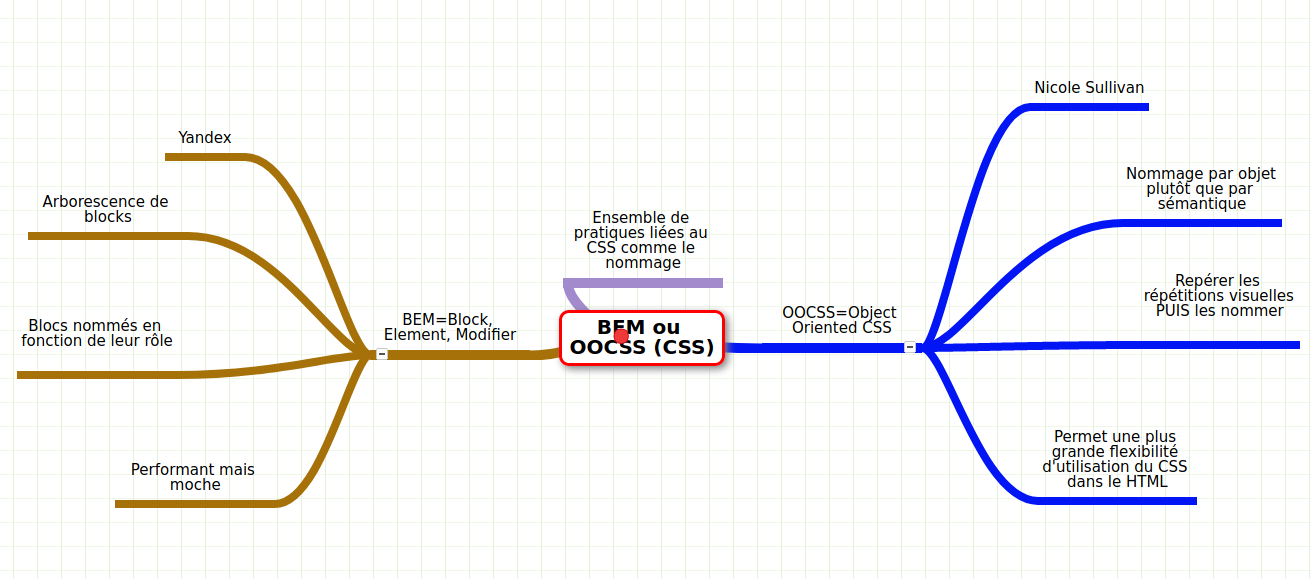 Yandex
Arborescence de
blocks
Blocs nommés en
fonction de leur rôle
Performant mais
moche
BEM=Block,
Element, Modifier
Ensemble de
pratiques liées au
CSS comme le
nommage
BEM ou
OOCSS (CSS)
OOCSS=Object
Oriented CSS
Nicole Sullivan
Nommage par objet
plutôt que par
sémantique
Repérer les
répétitions visuelles
PUIS les nommer
Permet une plus
grande flexibilité
d'utilisation du CSS
dans le HTML